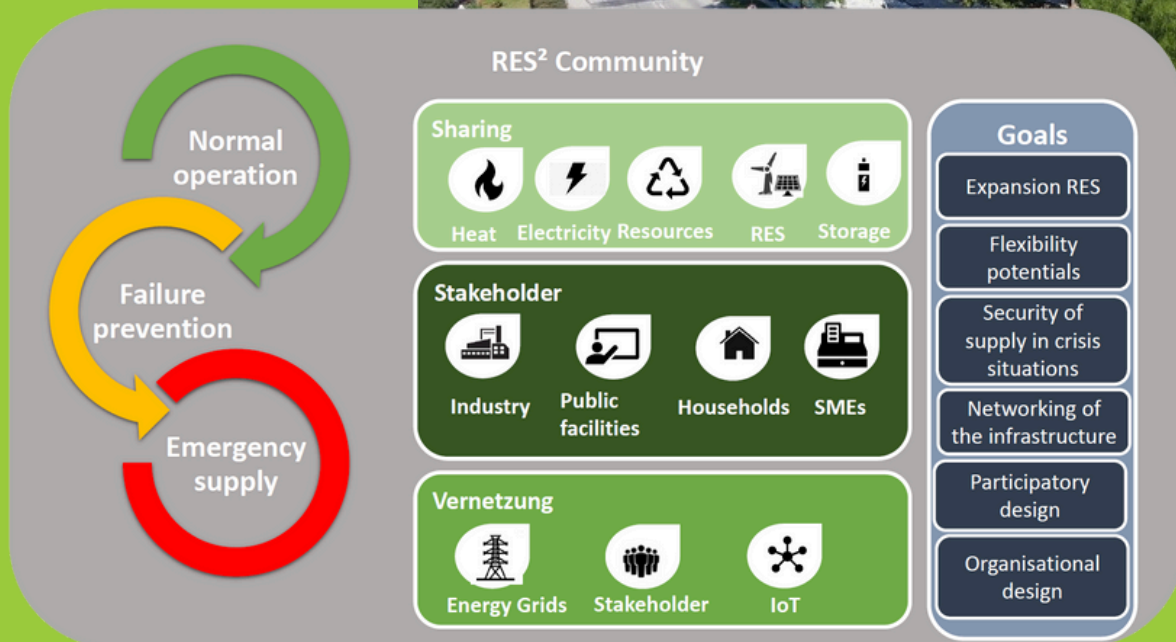 RES² Community
Normal
operation
Failure
prevention
Emergency
supply
Sharing
Heat
Electricity
Resources
RES
Storage
Stakeholder
Industry
Public
facilities
Households
SMEs
Vernetzung
Energy Grids
Stakeholder
IoT
Goals
Expansion RES
Flexibility
potentials
Security of
supply in crisis
situations
Networking of
the infrastructure
Participatory
design
Organisational
design